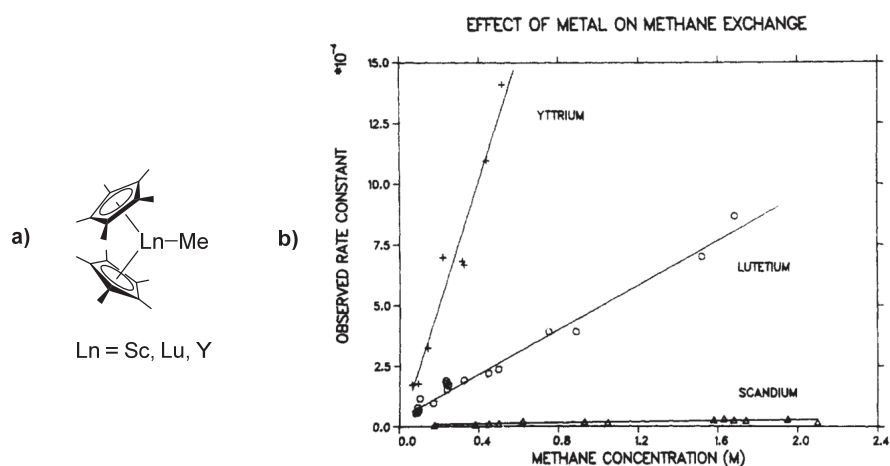 a)
Ln
Me
Ln = Sc, Lu, Y
b)
EFFECT OF METAL ON METHANE EXCHANGE
*10⁻⁷
OBSERVED RATE CONSTANT
15.0
12.5
10.0
7.5
5.0
2.5
0.0
YTTRIUM
LUTETIUM
SCANDIUM
0.0 0.4 0.8 1.2 1.6 2.0 2.4
METHANE CONCENTRATION (M)